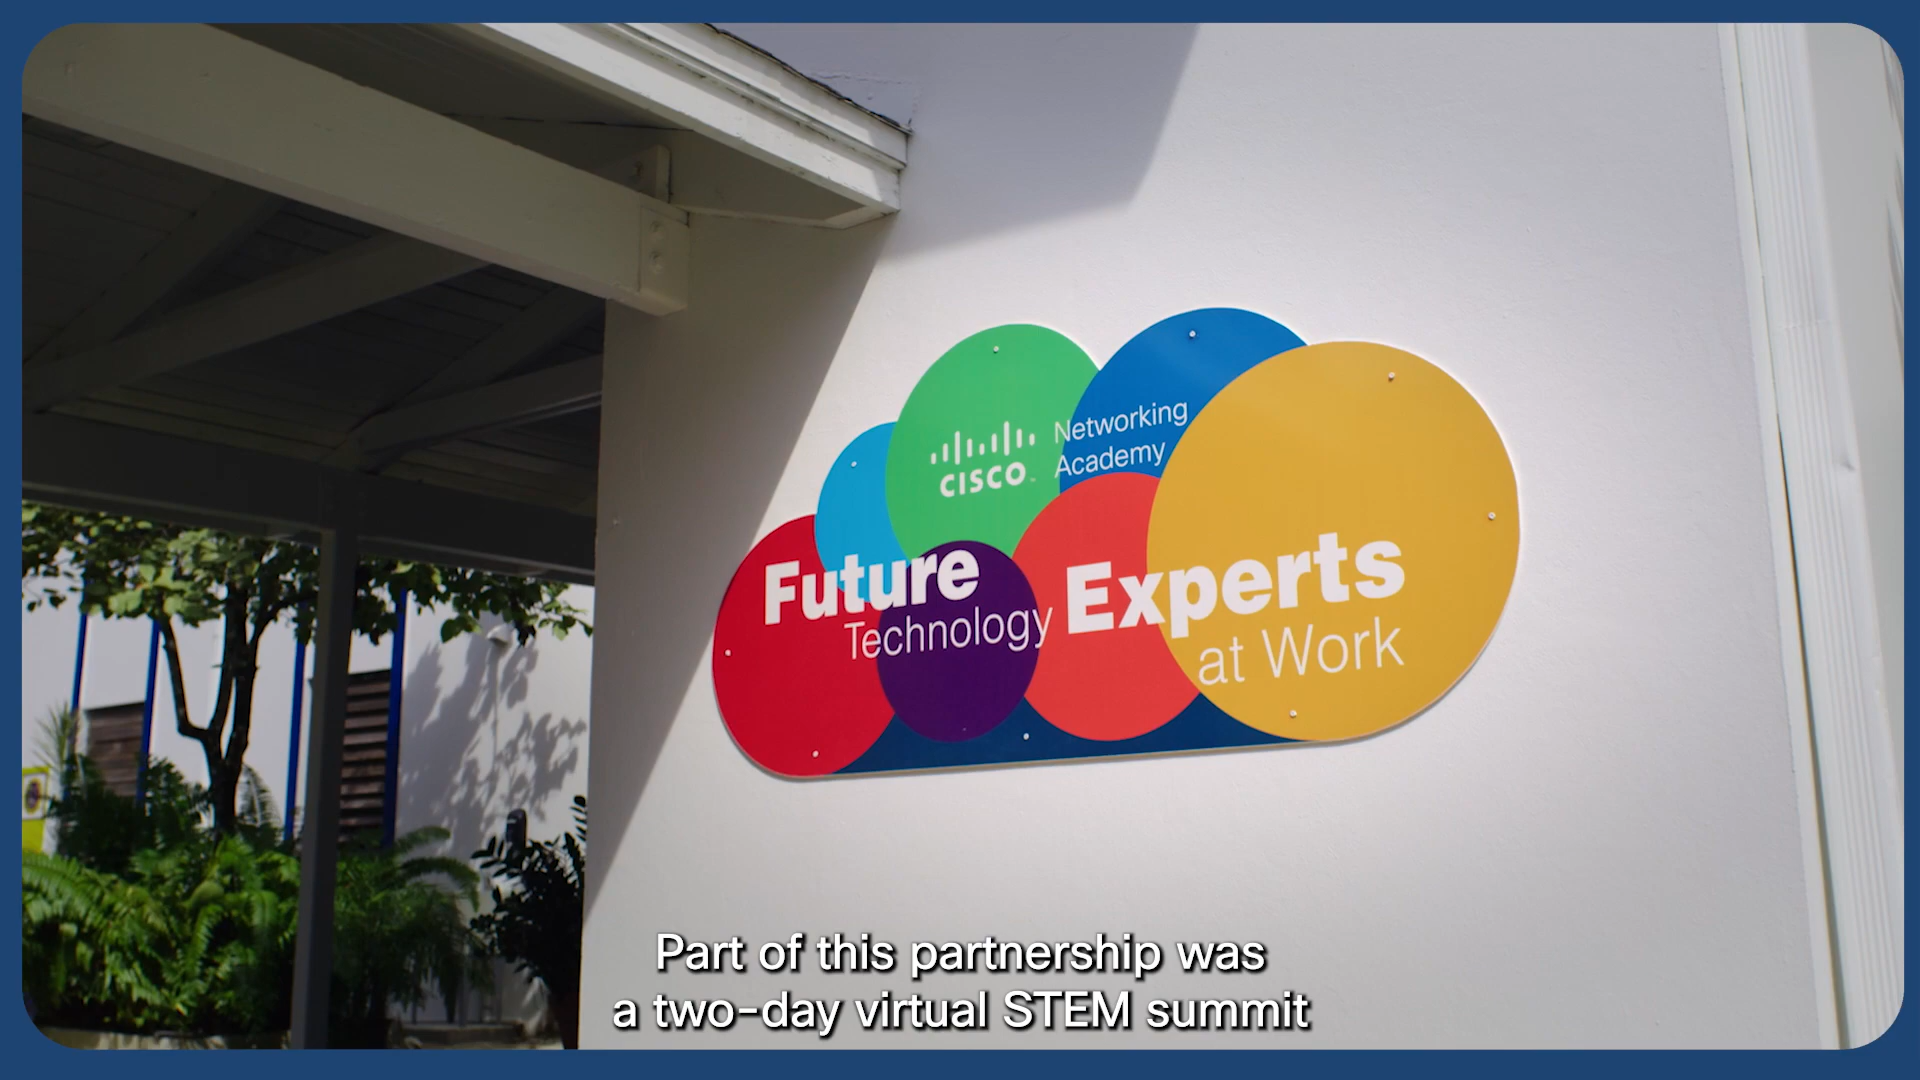 CISCO
Networking
Academy
Future
Technology
Experts
at Work
Part of this partnership was
a two-day virtual STEM summit